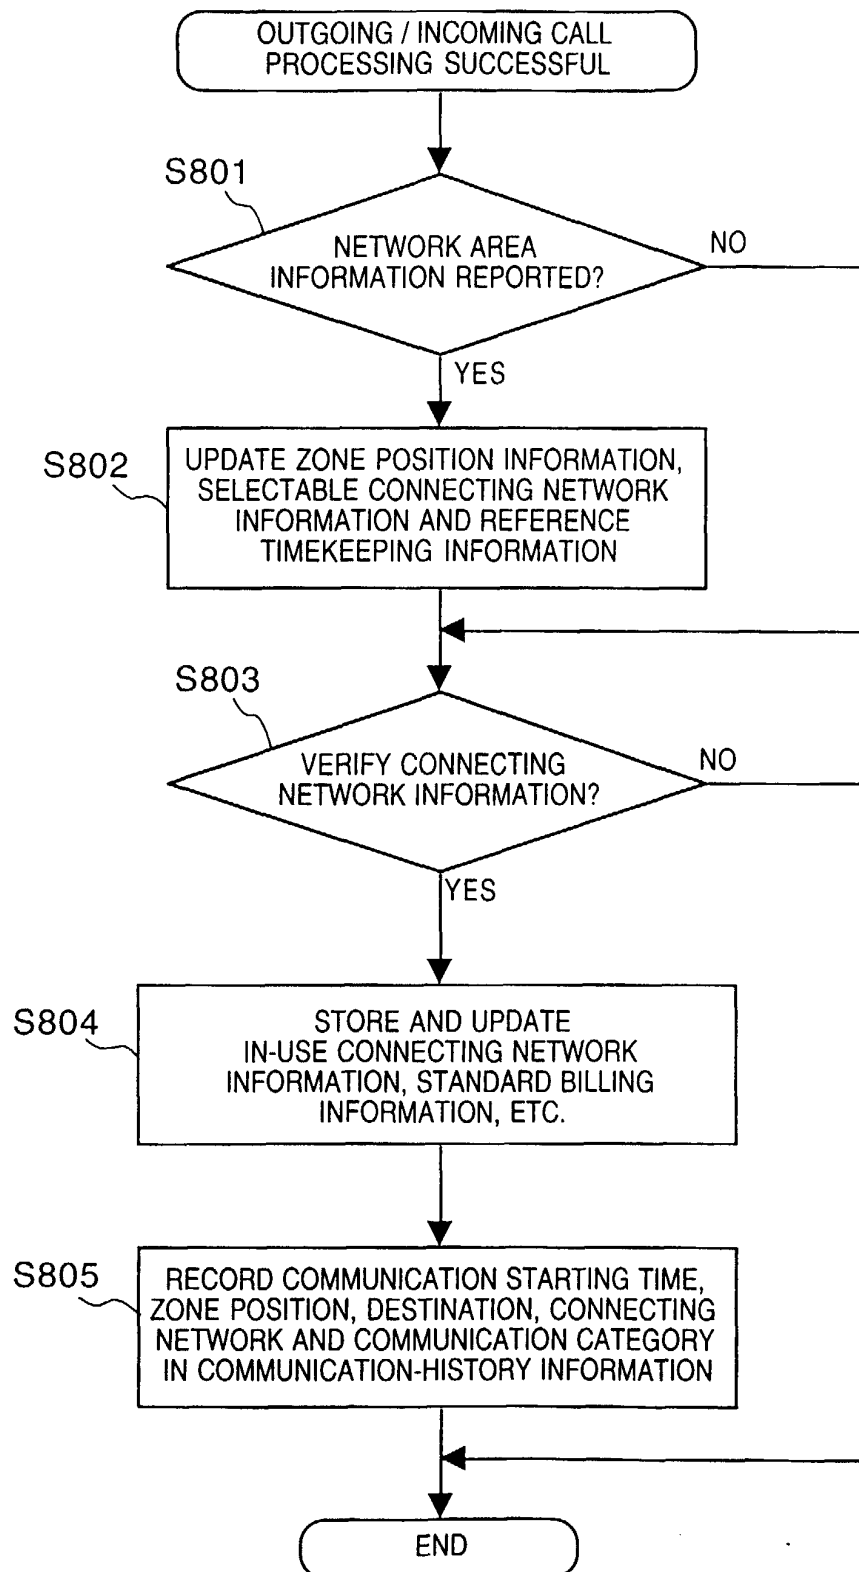 OUTGOING / INCOMING CALL
PROCESSING SUCCESSFUL
S801
NETWORK AREA
INFORMATION REPORTED?
NO
YES
S802
UPDATE ZONE POSITION INFORMATION,
SELECTABLE CONNECTING NETWORK
INFORMATION AND REFERENCE
TIMEKEEPING INFORMATION
S803
VERIFY CONNECTING
NETWORK INFORMATION?
NO
YES
S804
STORE AND UPDATE
IN-USE CONNECTING NETWORK
INFORMATION, STANDARD BILLING
INFORMATION, ETC.
S805
RECORD COMMUNICATION STARTING TIME,
ZONE POSITION, DESTINATION, CONNECTING
NETWORK AND COMMUNICATION CATEGORY
IN COMMUNICATION-HISTORY INFORMATION
END